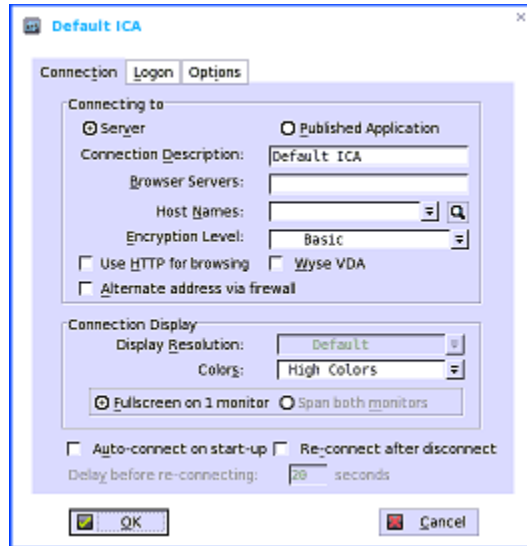 Default ICA
Connection Logon Options
Connecting to
Server Published Application
Connection Description: Default ICA
Browser Servers:
Host Names:
Encryption Level: Basic
Use HTTP for browsing Wyse VDA
Alternate address via firewall
Connection Display
Display Resolution: Default
Colors: High Colors
Fullscreen on 1 monitor Span both monitors
Auto-connect on start-up Re-connect after disconnect
Delay before re-connecting: 20 seconds
OK Cancel